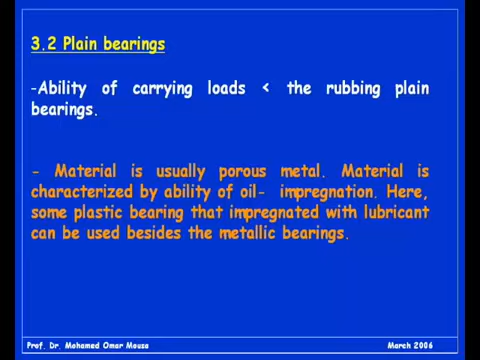 3.2 Plain bearings
-Ability of carrying loads < the rubbing plain
bearings.
- Material is usually porous metal. Material is
characterized by ability of oil- impregnation. Here,
some plastic bearing that impregnated with lubricant
can be used besides the metallic bearings.
Prof. Dr. Mohamed Omar Mousa March 2006